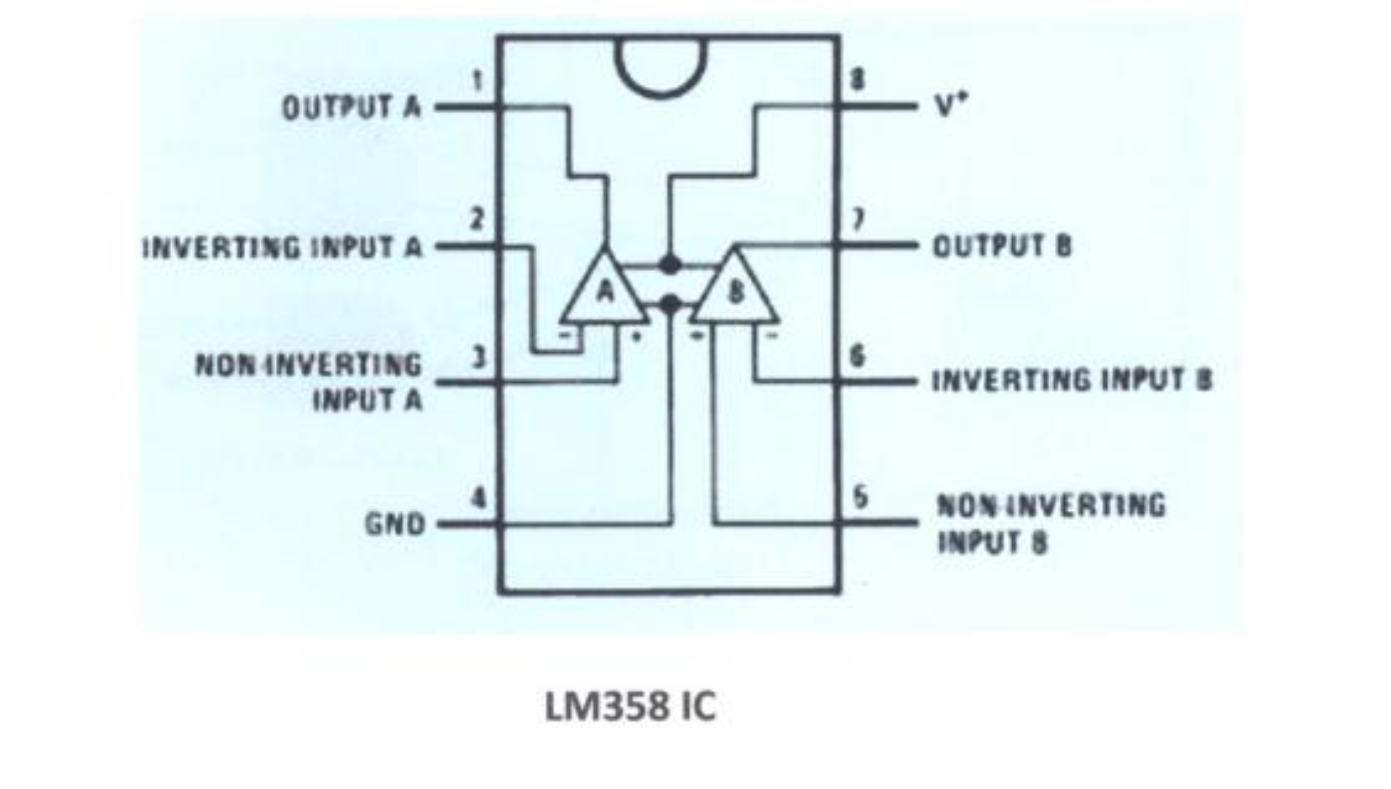 1
OUTPUT A
8
V+
2
INVERTING INPUT A
7
OUTPUT B
A
B
-
+
+
-
3
NON-INVERTING
INPUT A
6
INVERTING INPUT B
4
GND
5
NON-INVERTING
INPUT B
LM358 IC